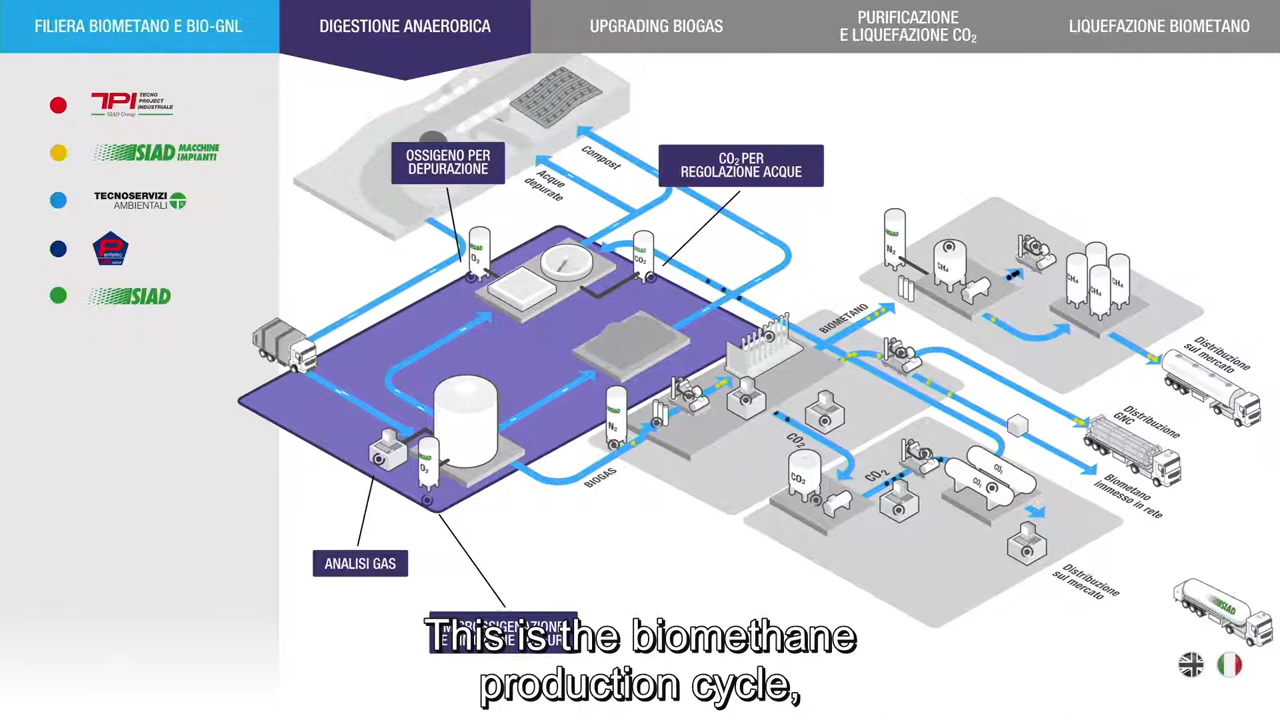 FILIERA BIOMETANO E BIO-GNL
DIGESTIONE ANAEROBICA
UPGRADING BIOGAS
PURIFICAZIONE
E LIQUEFAZIONE CO₂
LIQUEFAZIONE BIOMETANO
TPI TECNO
PROJECT
INDUSTRIALE
SIAD Group
SIAD MACCHINE
IMPIANTI
TECNOSERVIZI
AMBIENTALI
SIAD
OSSIGENO PER
DEPURAZIONE
CO₂ PER
REGOLAZIONE ACQUE
Compost
Acque
depurate
O₂
CO₂
N₂
CH₄
CH₄
CH₄
CH₄
BIOMETANO
Distribuzione
sul mercato
Distribuzione
GNC
Biometano
immesso in rete
N₂
O₂
BIOGAS
CO₂
CO₂
CO₂
CO₂
CO₂
Distribuzione
sul mercato
SIAD
ANALISI GAS
This is the biomethane
production cycle,